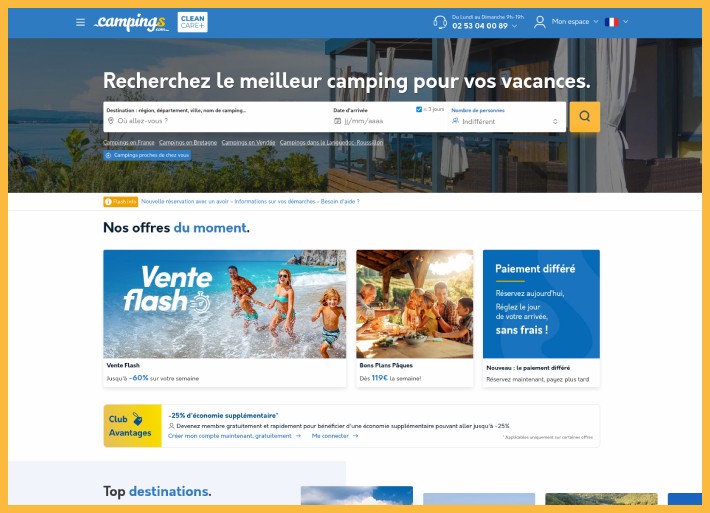 campings
.com
CLEAN
CARE+
Du Lundi au Dimanche 9H-19H
02 53 04 00 89
Mon espace
Recherchez le meilleur camping pour vos vacances.
Destination : région, département, ville, nom de camping...
Où allez-vous ?
Date d'arrivée
± 3 jours
jj/mm/aaaa
Nombre de personnes
Indifférent
Campings en France Campings en Bretagne Campings en Vendée Campings dans le Languedoc-Roussillon
Campings proches de chez vous
Flash info
Nouvelle réservation avec un avoir - Informations sur vos démarches - Besoin d'aide ?
Nos offres du moment.
Vente
flash
Vente Flash
Jusqu'à -60% sur votre semaine
Bons Plans Pâques
Dès 119€ la semaine!
Paiement différé
Réservez aujourd'hui,
Réglez le jour
de votre arrivée,
sans frais !
Nouveau : le paiement différé
Réservez maintenant, payez plus tard
Club
Avantages
-25% d'économie supplémentaire*
Devenez membre gratuitement et rapidement pour bénéficier d'une économie supplémentaire pouvant aller jusqu'à -25%
Créer mon compte maintenant, gratuitement → Me connecter →
* Applicables uniquement sur certaines offres
Top destinations.